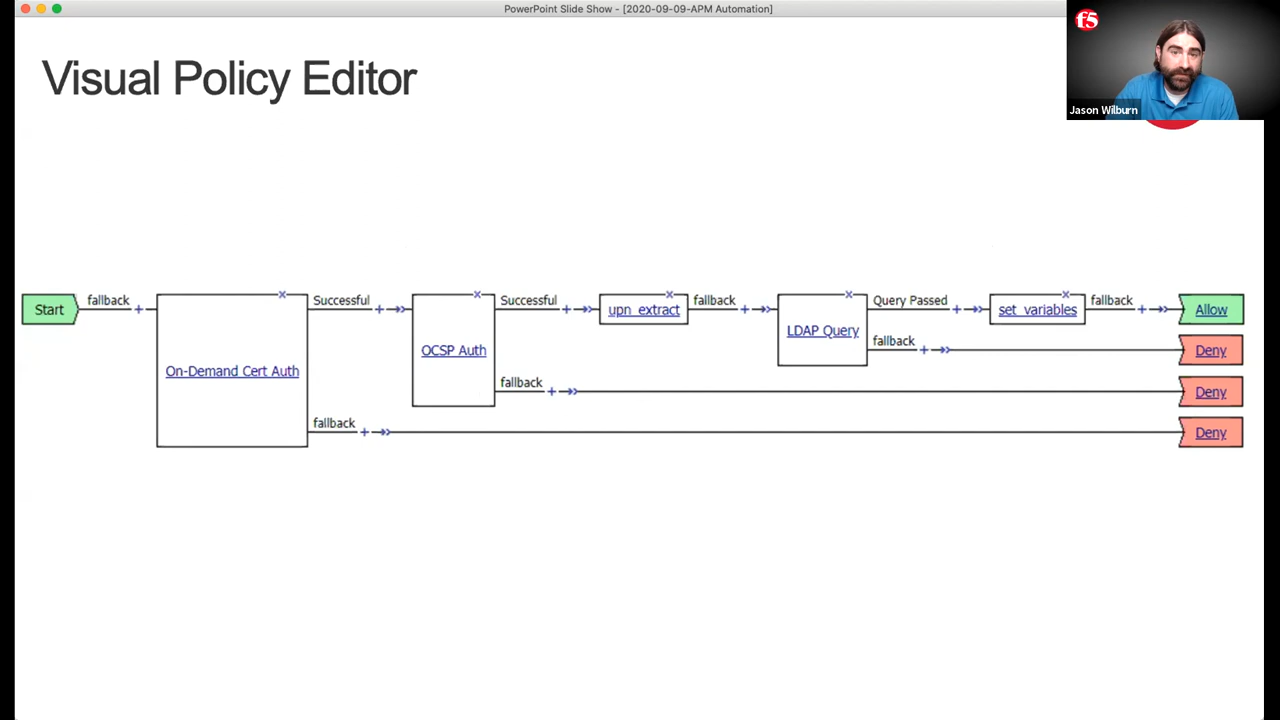 PowerPoint Slide Show - [2020-09-09-APM Automation]
f5
Jason Wilburn
Visual Policy Editor
Start
fallback
On-Demand Cert Auth
Successful
fallback
OCSP Auth
Successful
fallback
upn_extract
fallback
LDAP Query
Query Passed
fallback
set_variables
fallback
Allow
Deny
Deny
Deny